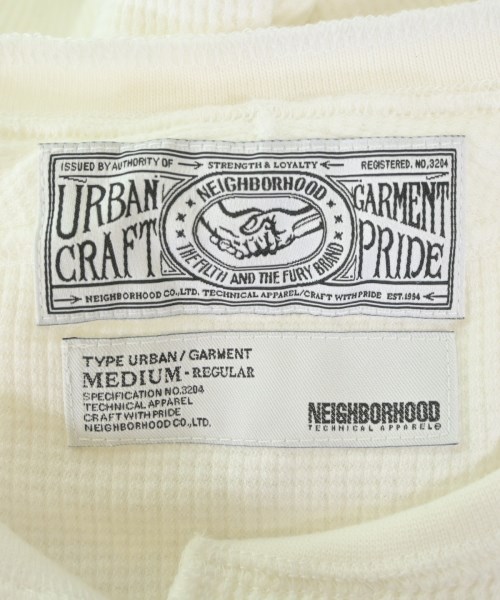 ISSUED BY AUTHORITY OF STRENGTH & LOYALTY REGISTERED. NO,3204
URBAN CRAFT
NEIGHBORHOOD
THE FILTH AND THE FURY BRAND
GARMENT PRIDE
NEIGHBORHOOD CO.,LTD. TECHNICAL APPAREL/CRAFT WITH PRIDE EST.1994
TYPE URBAN/GARMENT
MEDIUM-REGULAR
SPECIFICATION NO.3204
TECHNICAL APPAREL
CRAFT WITH PRIDE
NEIGHBORHOOD CO.,LTD.
NEIGHBORHOOD
TECHNICAL APPAREL